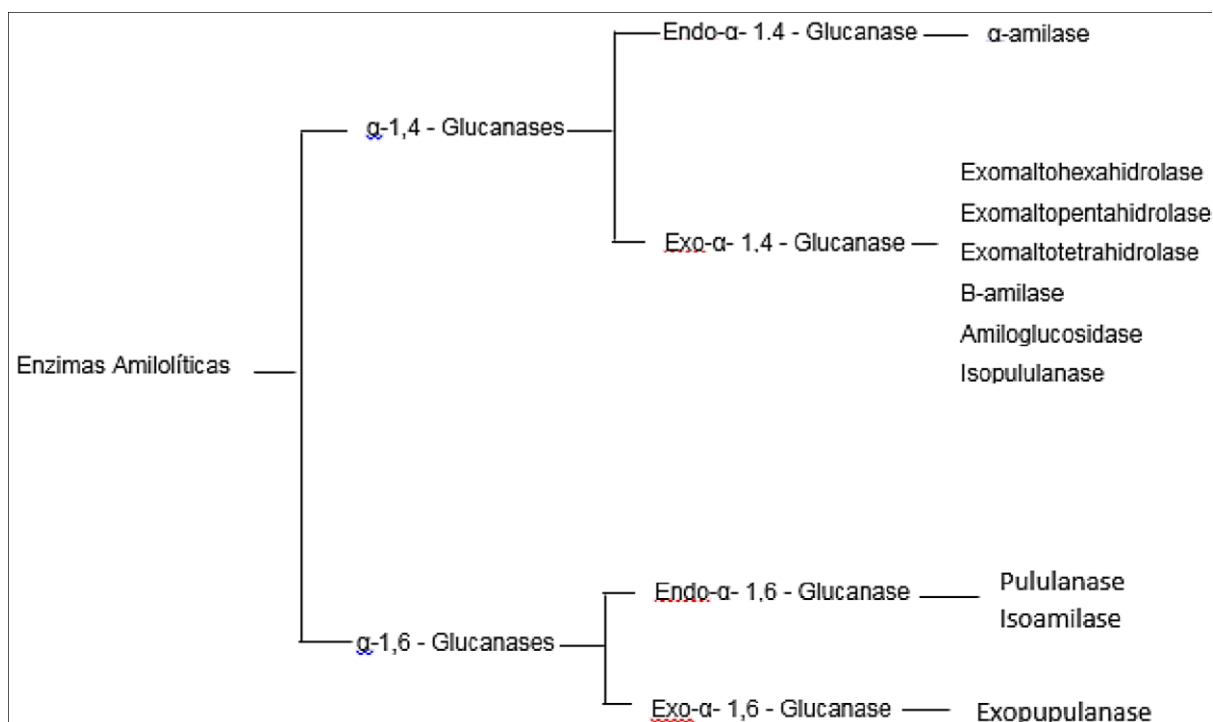 Endo-α- 1.4 - Glucanase
α-amilase
α-1,4 - Glucanases
Exo-α- 1,4 - Glucanase
Exomaltohexahidrolase
Exomaltopentahidrolase
Exomaltotetrahidrolase
B-amilase
Amiloglucosidase
Isopululanase
Enzimas Amilolíticas
Endo-α- 1,6 - Glucanase
Pululanase
Isoamilase
α-1,6 - Glucanases
Exo-α- 1,6 - Glucanase
Exopupulanase